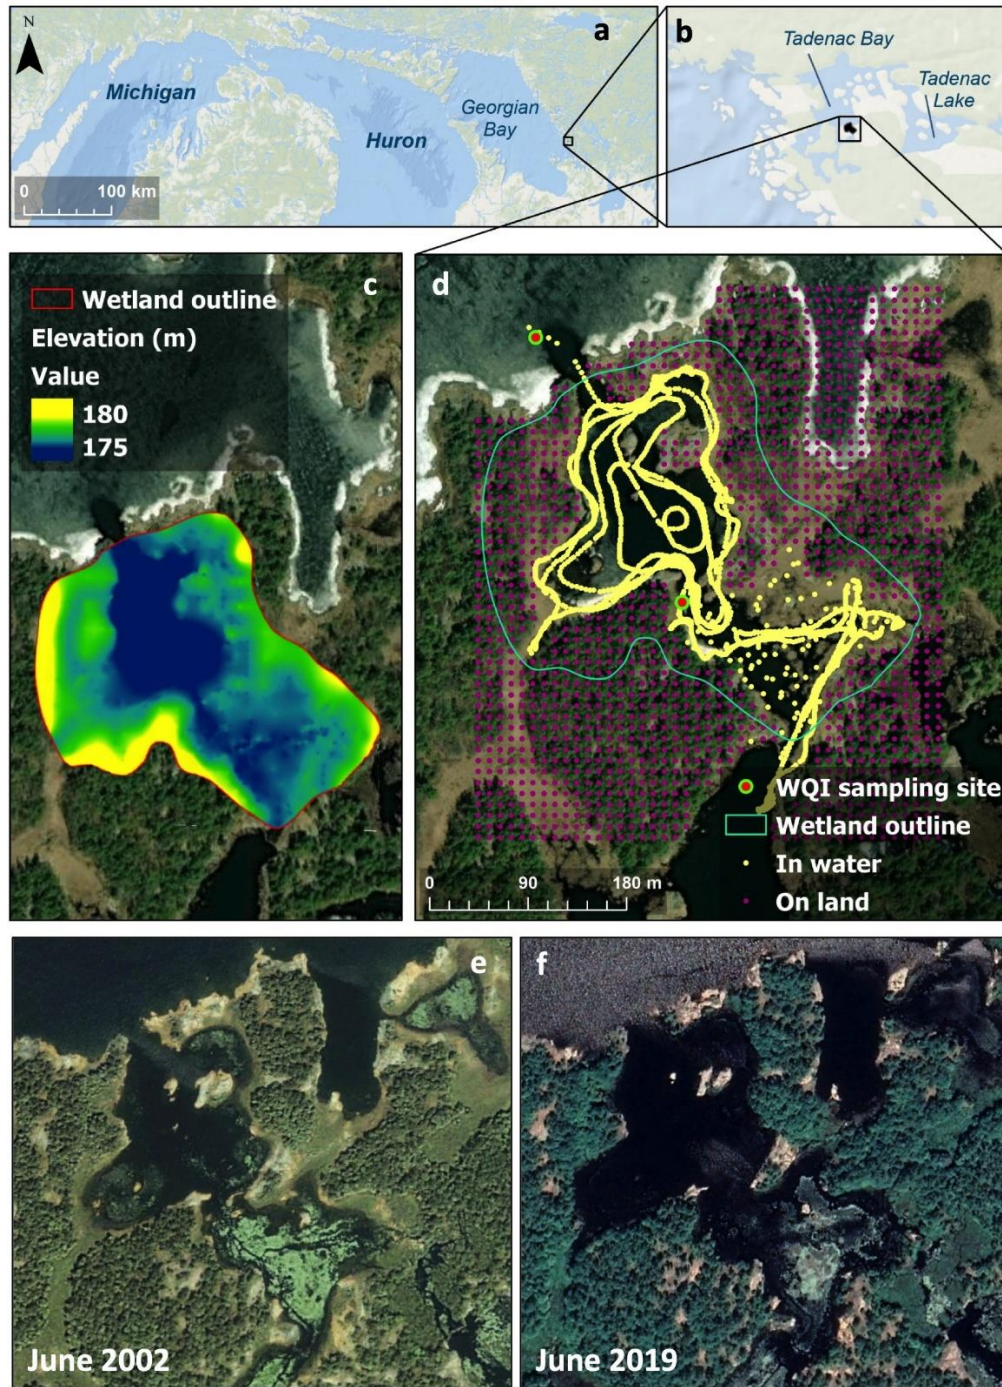 N
a
Michigan
Huron
Georgian
Bay
0 100 km
b
Tadenac Bay
Tadenac
Lake
c
Wetland outline
Elevation (m)
Value
180
175
d
WQI sampling site
Wetland outline
In water
On land
0 90 180 m
e
June 2002
f
June 2019